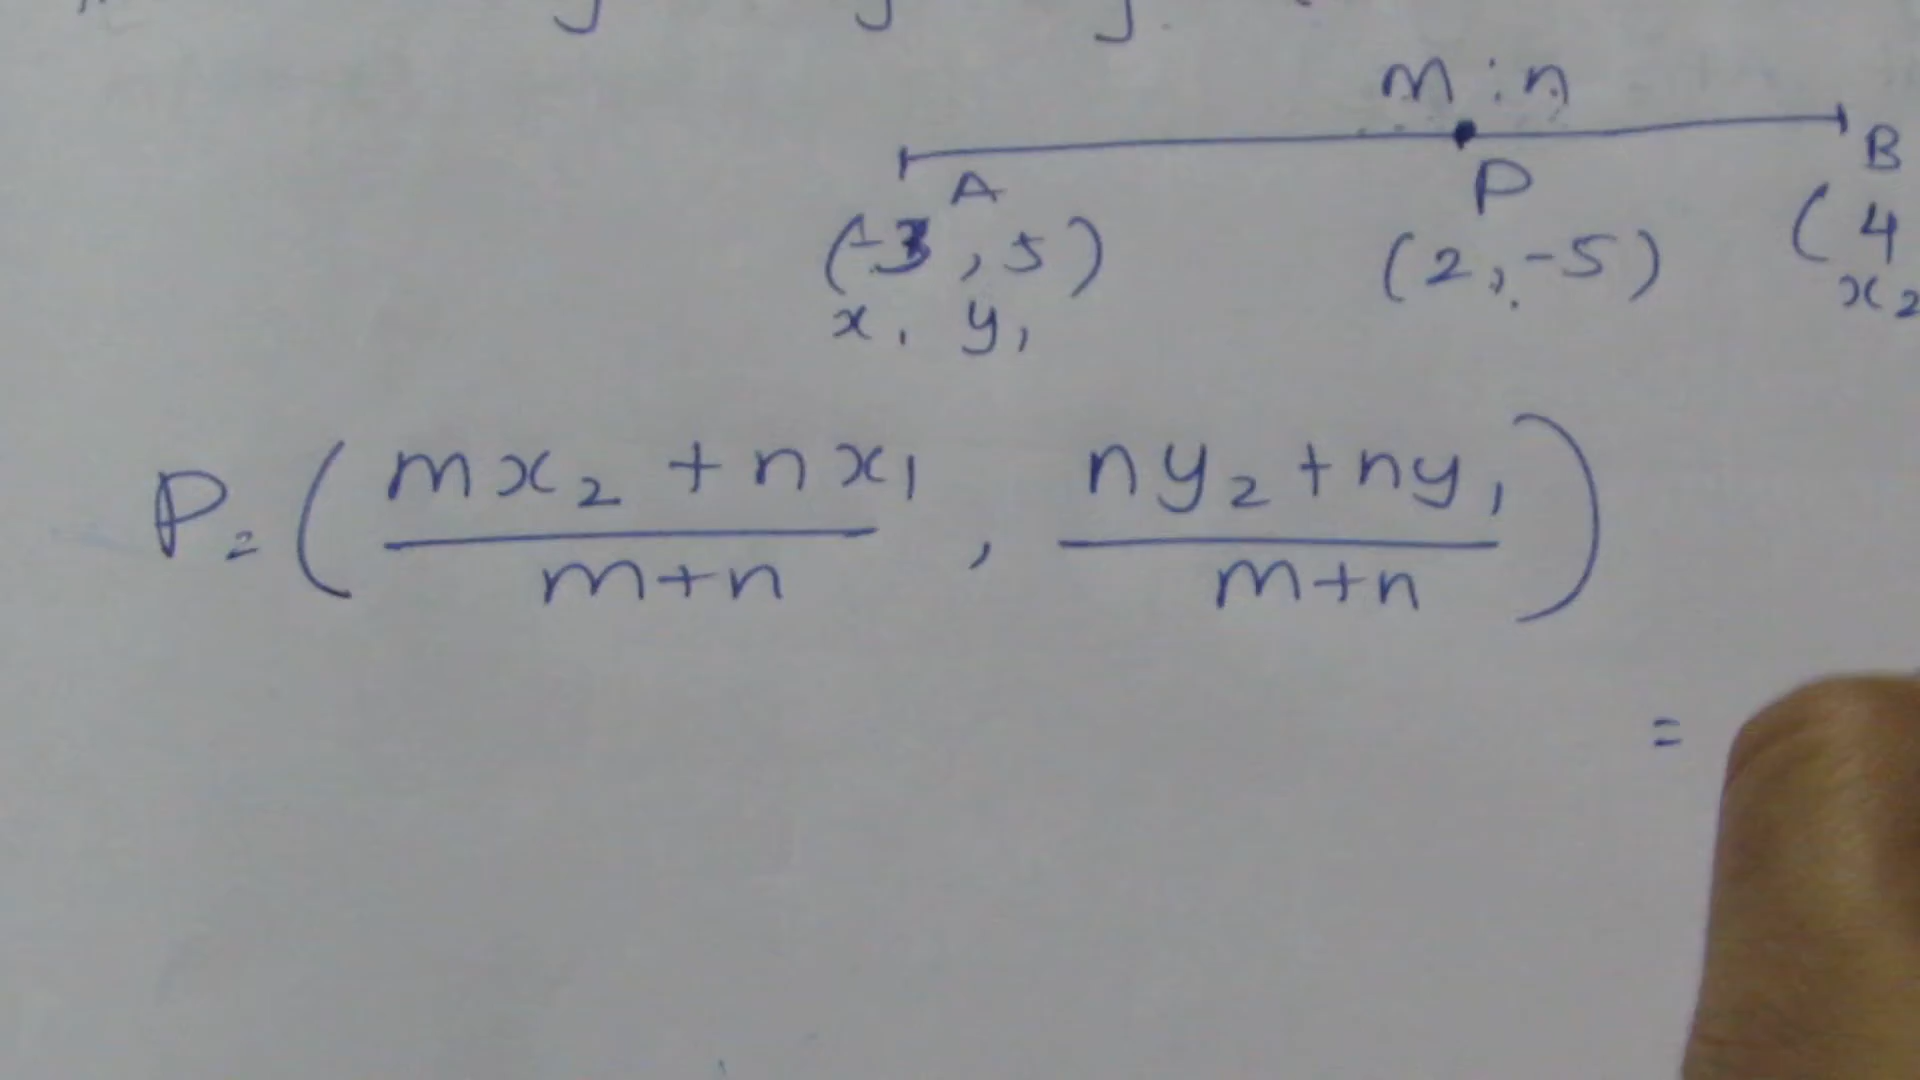 m : n
A P B
(-3 , 5) (2, -5) ( 4
x₁ y₁ x₂
P = ( mx₂ + nx₁ / m+n , ny₂ + ny₁ / m+n )
=